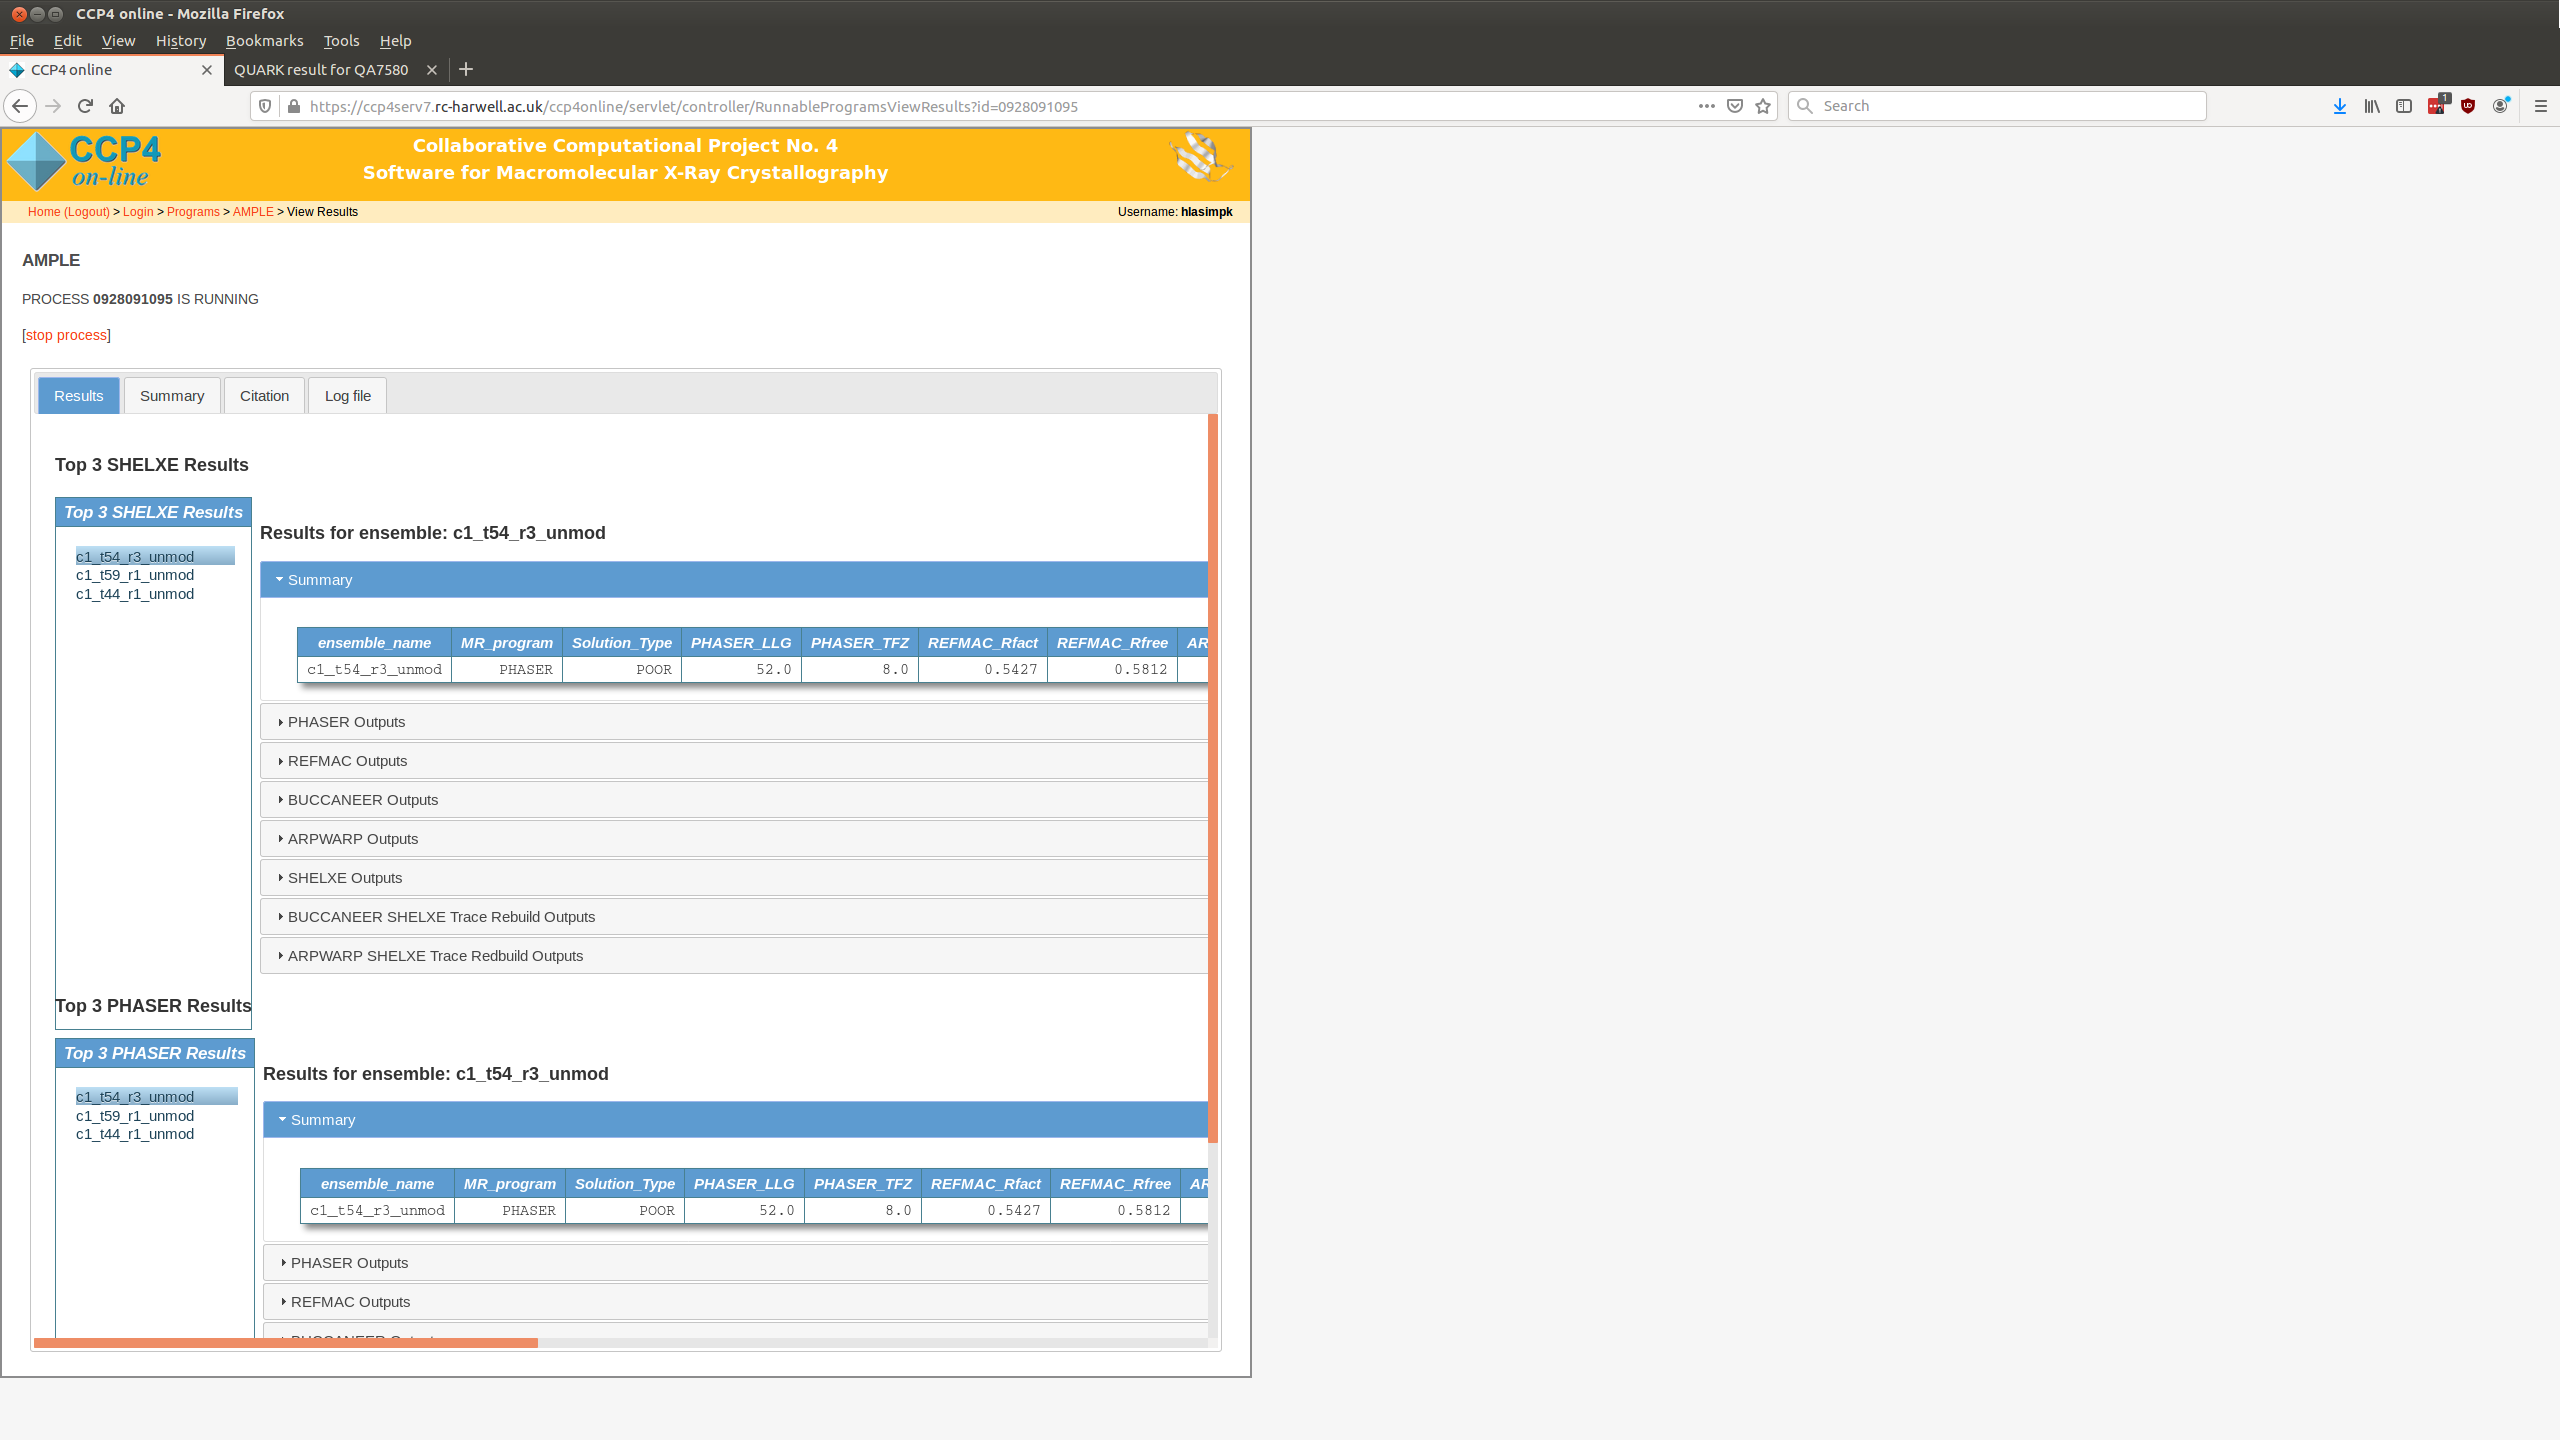 CCP4 online - Mozilla Firefox
File Edit View History Bookmarks Tools Help
CCP4 online
QUARK result for QA7580
https://ccp4serv7.rc-harwell.ac.uk/ccp4online/servlet/controller/RunnableProgramsViewResults?id=0928091095
Search
1
CCP4
on-line
Collaborative Computational Project No. 4
Software for Macromolecular X-Ray Crystallography
Home (Logout) > Login > Programs > AMPLE > View Results
Username: hlasimpk
AMPLE
PROCESS 0928091095 IS RUNNING
[stop process]
Results Summary Citation Log file
Top 3 SHELXE Results
Top 3 SHELXE Results
c1_t54_r3_unmod
c1_t59_r1_unmod
c1_t44_r1_unmod
Results for ensemble: c1_t54_r3_unmod
Summary
ensemble_name MR_program Solution_Type PHASER_LLG PHASER_TFZ REFMAC_Rfact REFMAC_Rfree AR
c1_t54_r3_unmod PHASER POOR 52.0 8.0 0.5427 0.5812
PHASER Outputs
REFMAC Outputs
BUCCANEER Outputs
ARPWARP Outputs
SHELXE Outputs
BUCCANEER SHELXE Trace Rebuild Outputs
ARPWARP SHELXE Trace Redbuild Outputs
Top 3 PHASER Results
Top 3 PHASER Results
c1_t54_r3_unmod
c1_t59_r1_unmod
c1_t44_r1_unmod
Results for ensemble: c1_t54_r3_unmod
Summary
ensemble_name MR_program Solution_Type PHASER_LLG PHASER_TFZ REFMAC_Rfact REFMAC_Rfree AR
c1_t54_r3_unmod PHASER POOR 52.0 8.0 0.5427 0.5812
PHASER Outputs
REFMAC Outputs